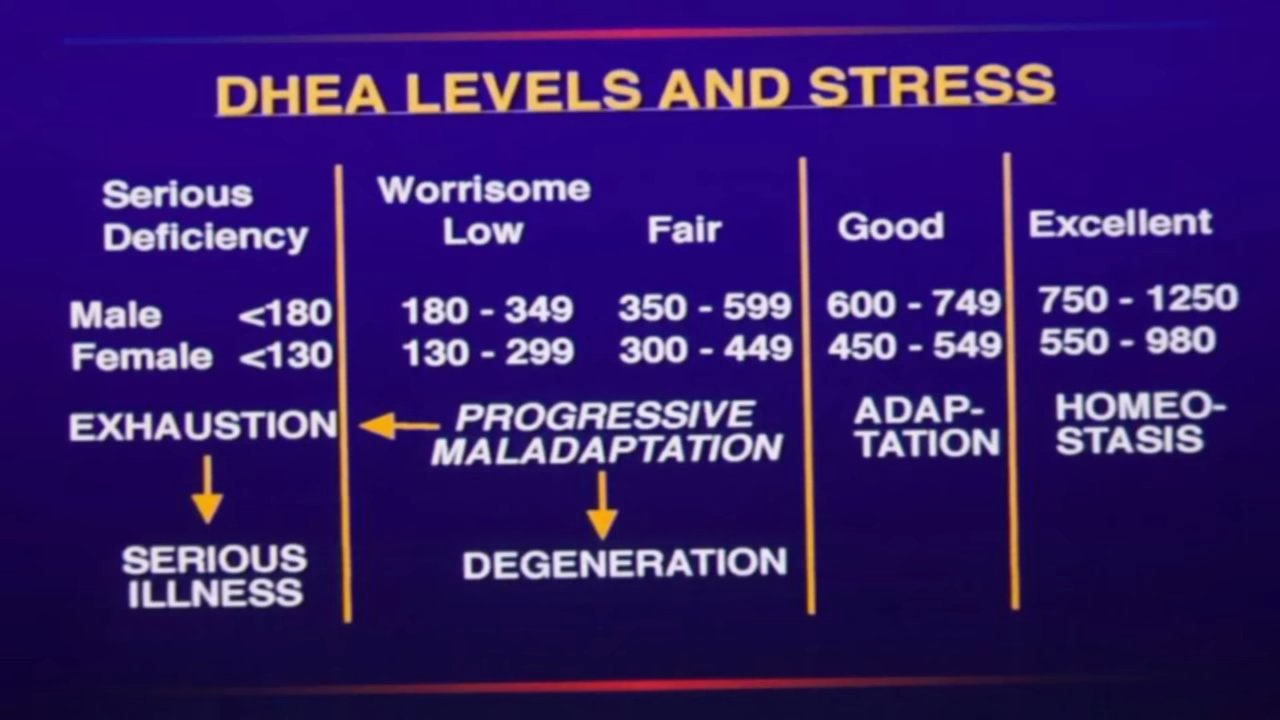 DHEA LEVELS AND STRESS
Serious
Deficiency
Worrisome
Low
Fair
Good
Excellent
Male <180 180 - 349 350 - 599 600 - 749 750 - 1250
Female <130 130 - 299 300 - 449 450 - 549 550 - 980
EXHAUSTION
PROGRESSIVE
MALADAPTATION
ADAP-
TATION
HOMEO-
STASIS
SERIOUS
ILLNESS
DEGENERATION